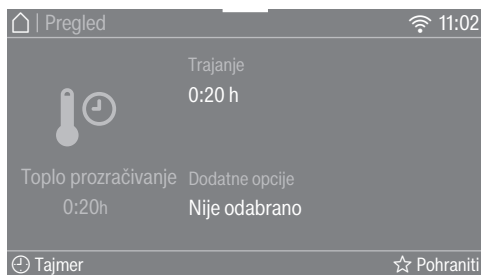 | Pregled 11:02
Trajanje
0:20 h
Toplo prozračivanje Dodatne opcije
0:20h Nije odabrano
Tajmer Pohraniti